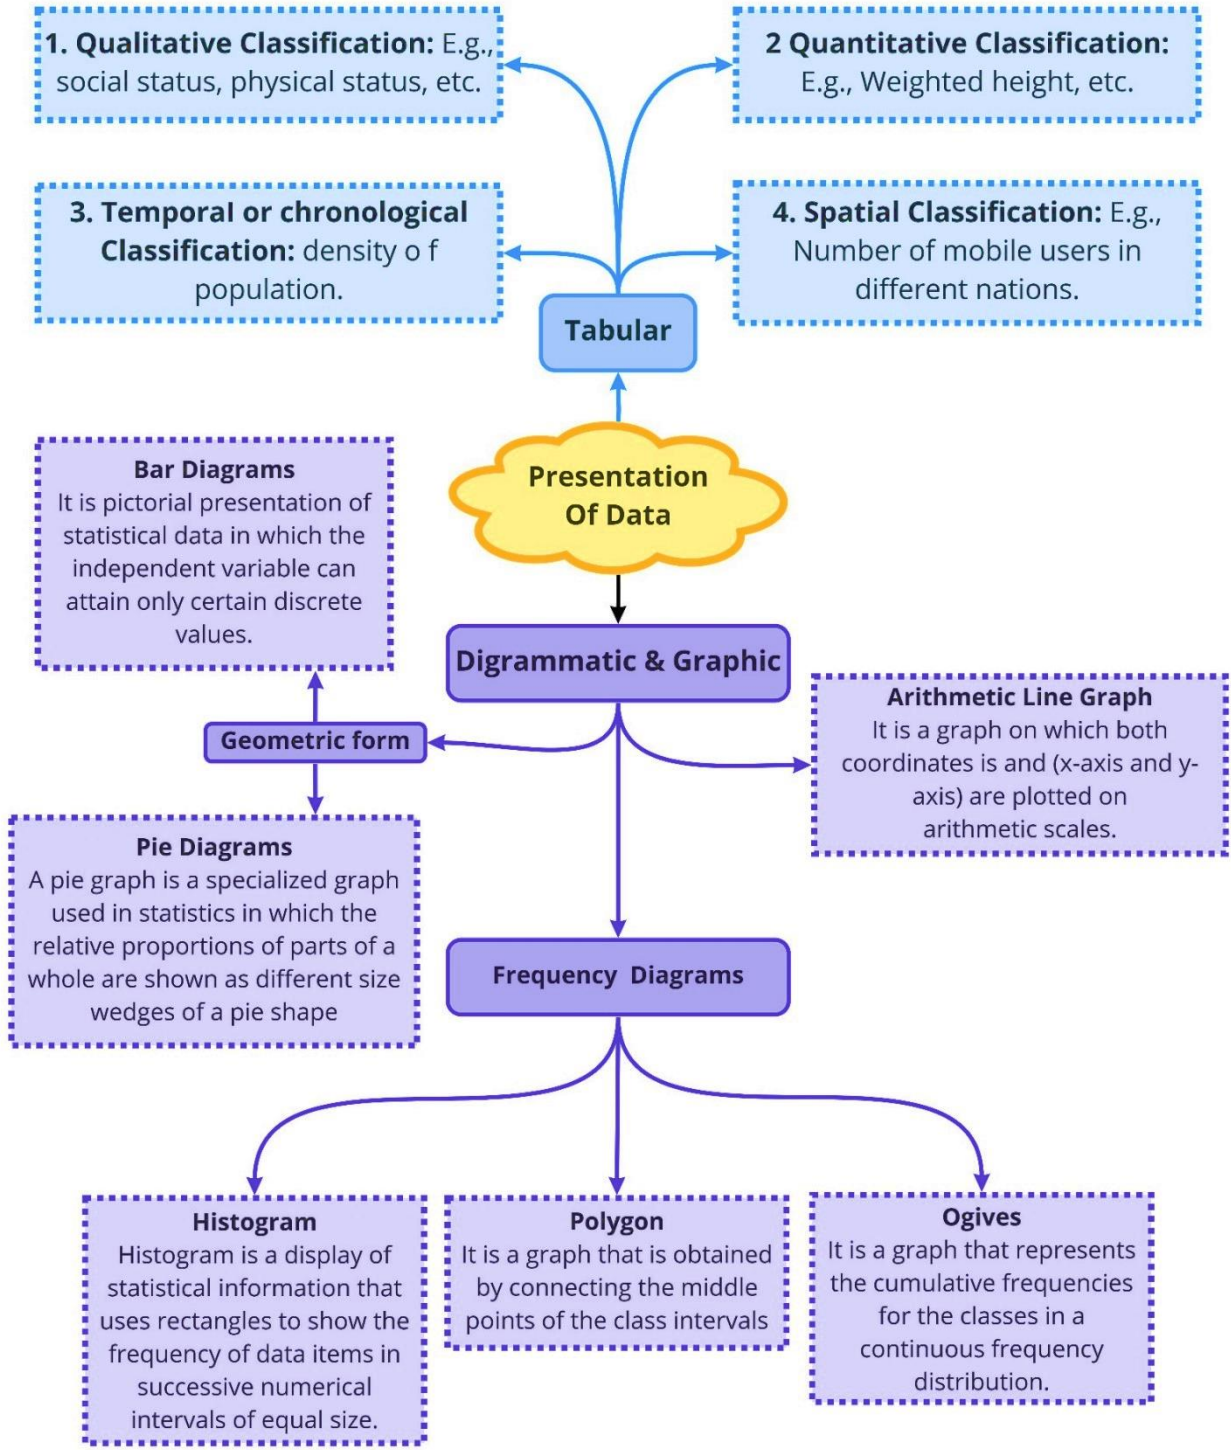 1. Qualitative Classification: E.g.,
social status, physical status, etc.
2 Quantitative Classification:
E.g., Weighted height, etc.
3. Temporal or chronological
Classification: density o f
population.
4. Spatial Classification: E.g.,
Number of mobile users in
different nations.
Tabular
Presentation
Of Data
Bar Diagrams
It is pictorial presentation of
statistical data in which the
independent variable can
attain only certain discrete
values.
Digrammatic & Graphic
Geometric form
Arithmetic Line Graph
It is a graph on which both
coordinates is and (x-axis and y-
axis) are plotted on
arithmetic scales.
Pie Diagrams
A pie graph is a specialized graph
used in statistics in which the
relative proportions of parts of a
whole are shown as different size
wedges of a pie shape
Frequency Diagrams
Histogram
Histogram is a display of
statistical information that
uses rectangles to show the
frequency of data items in
successive numerical
intervals of equal size.
Polygon
It is a graph that is obtained
by connecting the middle
points of the class intervals
Ogives
It is a graph that represents
the cumulative frequencies
for the classes in a
continuous frequency
distribution.